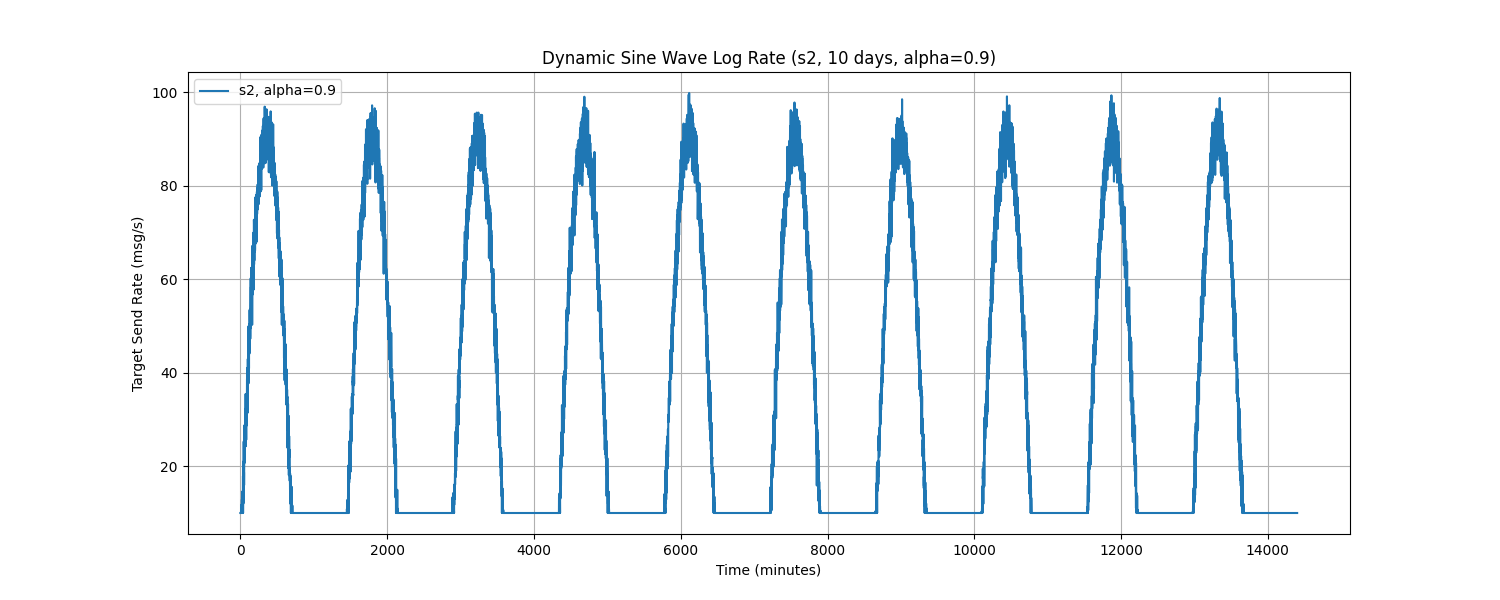 Dynamic Sine Wave Log Rate (s2, 10 days, alpha=0.9)
s2, alpha=0.9
Target Send Rate (msg/s)
100
80
60
40
20
0 2000 4000 6000 8000 10000 12000 14000
Time (minutes)